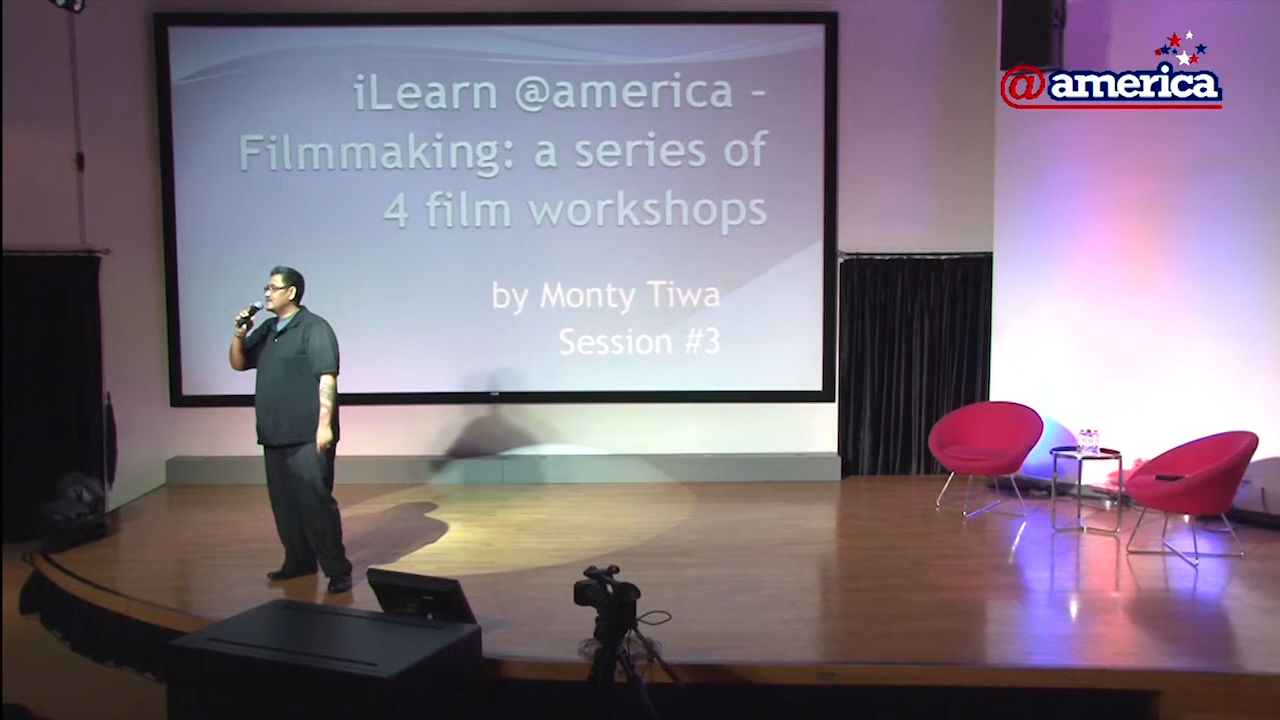 iLearn @america –
Filmmaking: a series of
4 film workshops
by Monty Tiwa
Session #3
@america